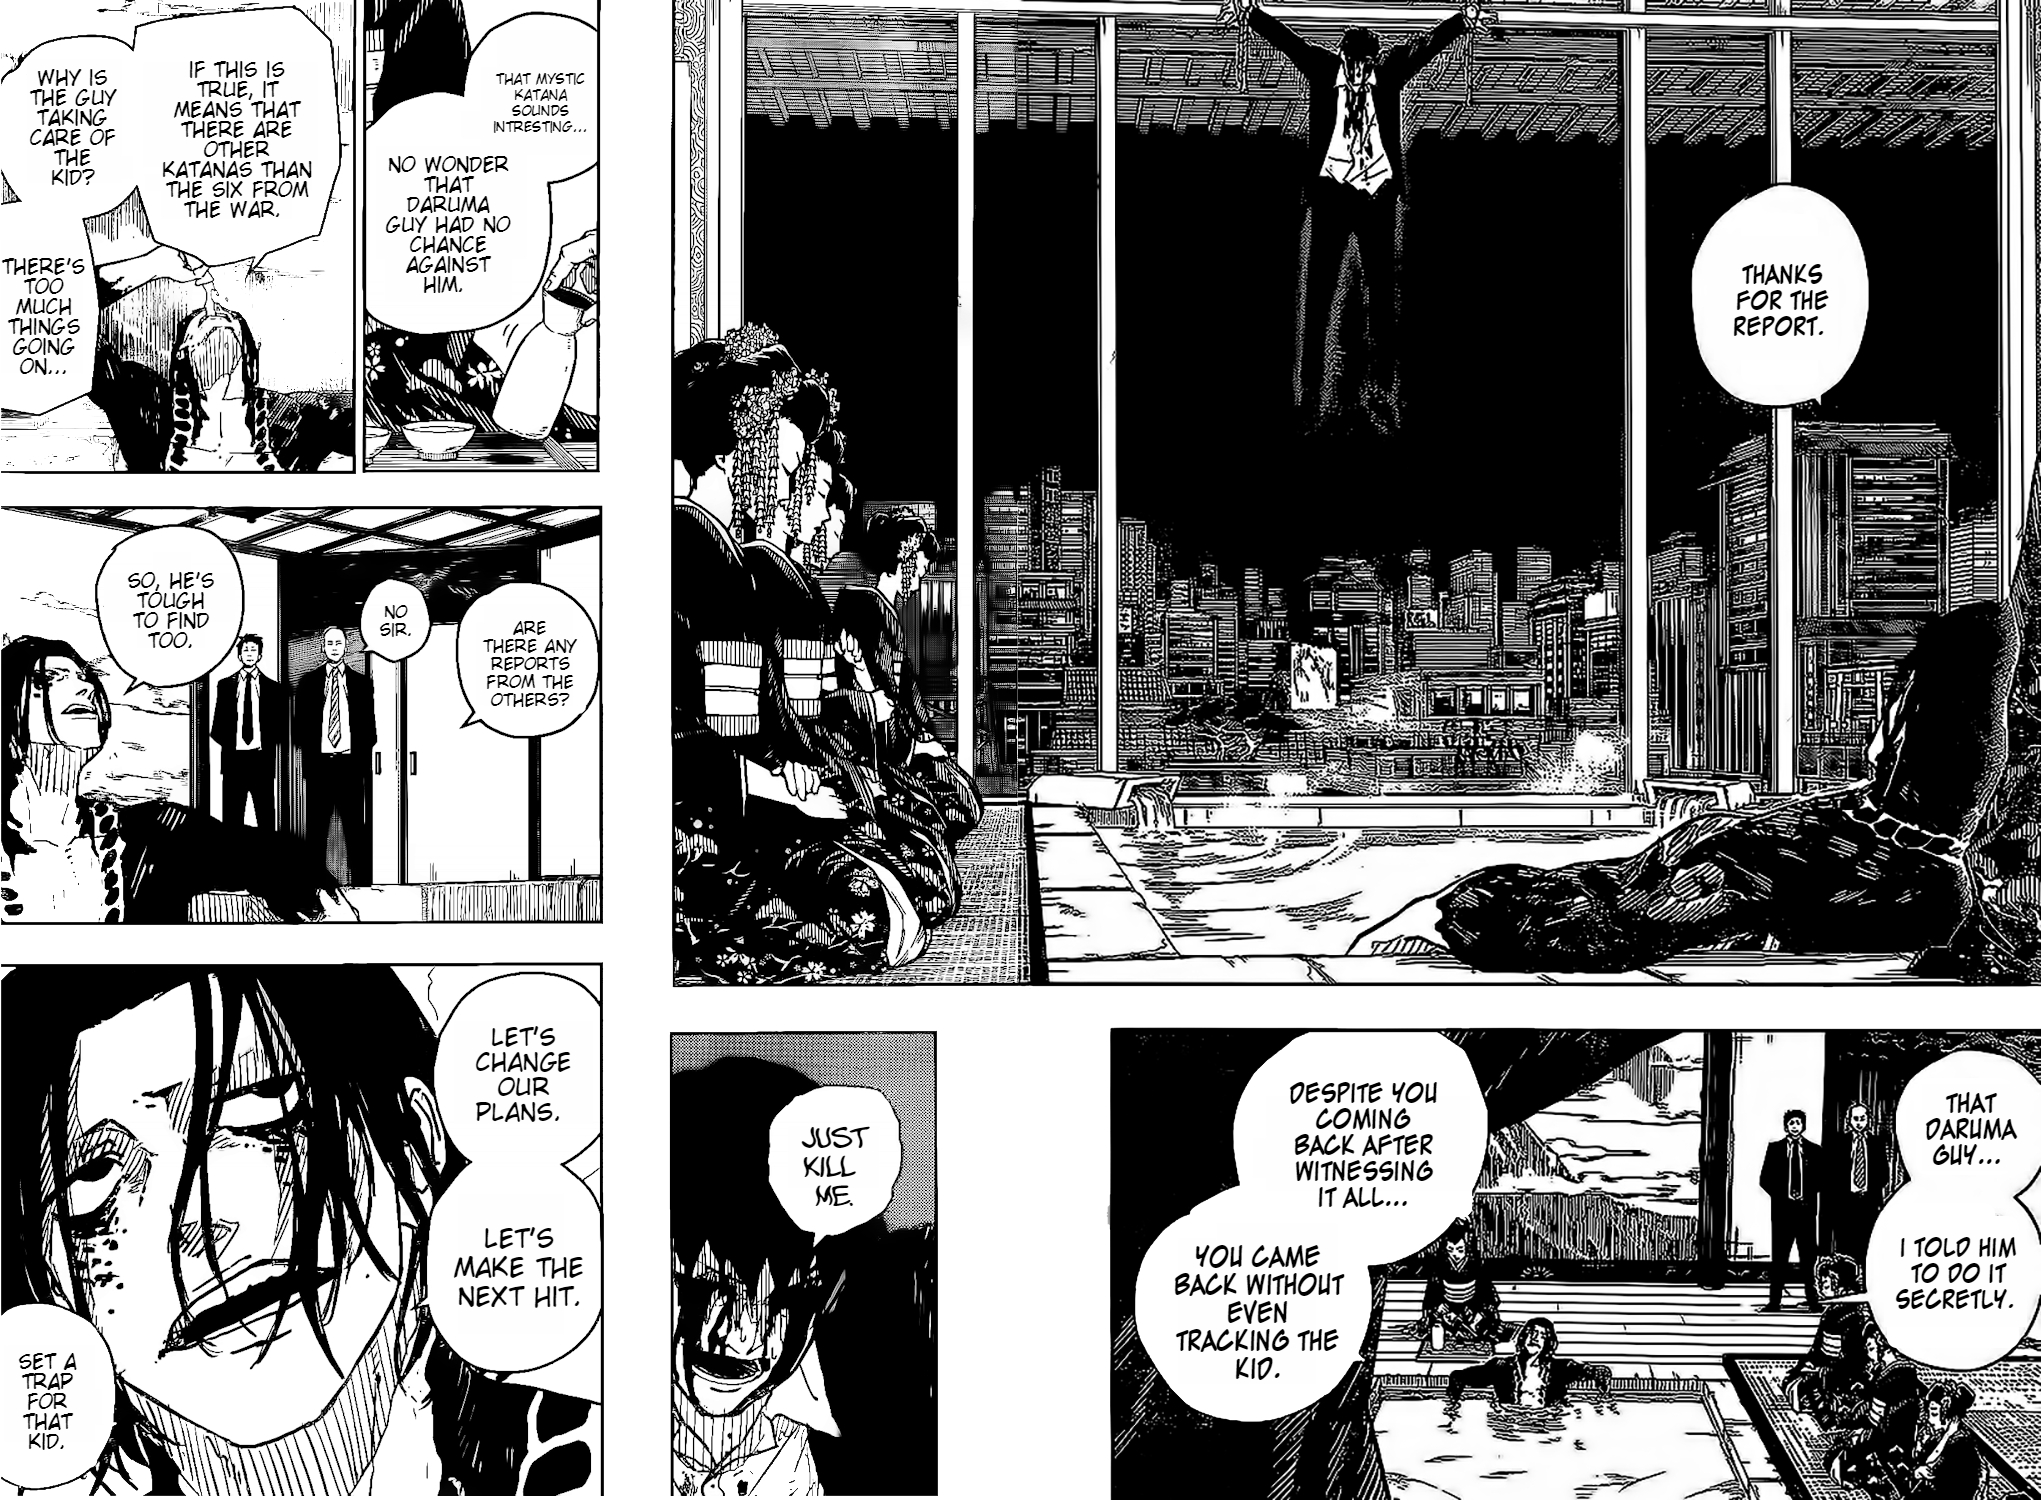 THANKS
FOR THE
REPORT.
THAT
DARUMA
GUY...
I TOLD HIM
TO DO IT
SECRETLY.
DESPITE YOU
COMING
BACK AFTER
WITNESSING
IT ALL...
YOU CAME
BACK WITHOUT
EVEN
TRACKING THE
KID.
JUST
KILL
ME.
THAT MYSTIC
KATANA
SOUNDS
INTRESTING...
NO WONDER
THAT
DARUMA
GUY HAD NO
CHANCE
AGAINST
HIM.
IF THIS IS
TRUE, IT
MEANS THAT
THERE ARE
OTHER
KATANAS THAN
THE SIX FROM
THE WAR.
WHY IS
THE GUY
TAKING
CARE OF
THE
KID?
THERE'S
TOO
MUCH
THINGS
GOING
ON...
ARE
THERE ANY
REPORTS
FROM THE
OTHERS?
NO
SIR.
SO, HE'S
TOUGH
TO FIND
TOO.
LET'S
CHANGE
OUR
PLANS.
LET'S
MAKE THE
NEXT HIT.
SET A
TRAP
FOR
THAT
KID.